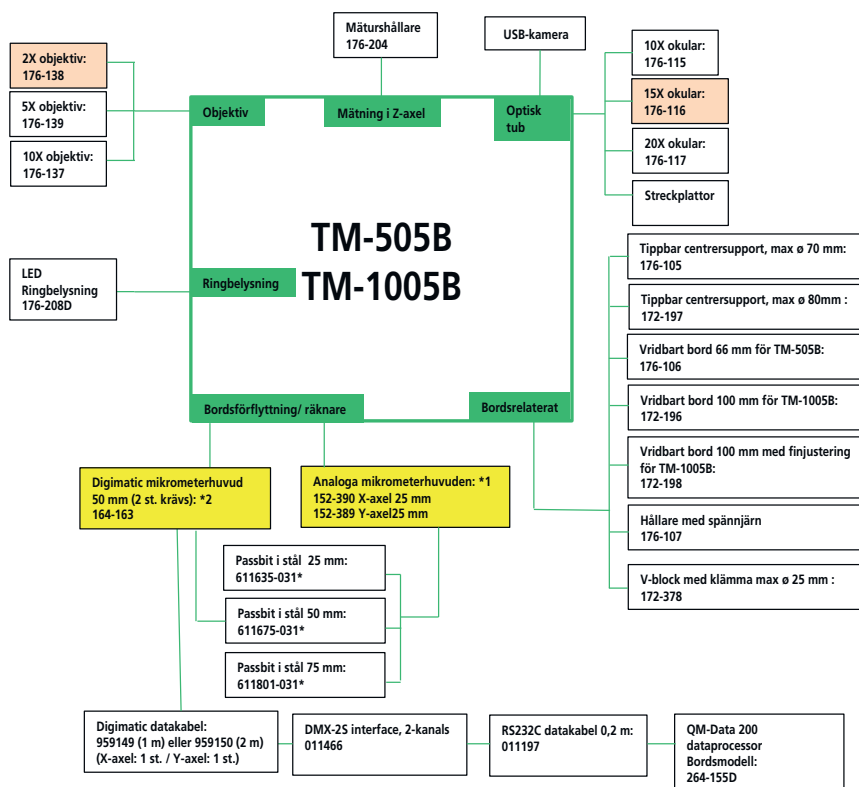 Mäturshållare
176-204
USB-kamera
2X objektiv:
176-138
5X objektiv:
176-139
10X objektiv:
176-137
10X okular:
176-115
15X okular:
176-116
20X okular:
176-117
Streckplattor
Objektiv
Mätning i Z-axel
Optisk
tub
TM-505B
TM-1005B
LED
Ringbelysning
176-208D
Ringbelysning
Bordsförflyttning/ räknare
Bordsrelaterat
Tippbar centrersupport, max ø 70 mm:
176-105
Tippbar centrersupport, max ø 80mm :
172-197
Vridbart bord 66 mm för TM-505B:
176-106
Vridbart bord 100 mm för TM-1005B:
172-196
Vridbart bord 100 mm med finjustering
för TM-1005B:
172-198
Hållare med spännjärn
176-107
V-block med klämma max ø 25 mm :
172-378
Digimatic mikrometerhuvud
50 mm (2 st. krävs): *2
164-163
Analoga mikrometerhuvuden: *1
152-390 X-axel 25 mm
152-389 Y-axel25 mm
Passbit i stål  25 mm:
611635-031*
Passbit i stål 50 mm:
611675-031*
Passbit i stål 75 mm:
611801-031*
Digimatic datakabel:
959149 (1 m) eller 959150 (2 m)
(X-axel: 1 st. / Y-axel: 1 st.)
DMX-2S interface, 2-kanals
011466
RS232C datakabel 0,2 m:
011197
QM-Data 200
dataprocessor
Bordsmodell:
264-155D